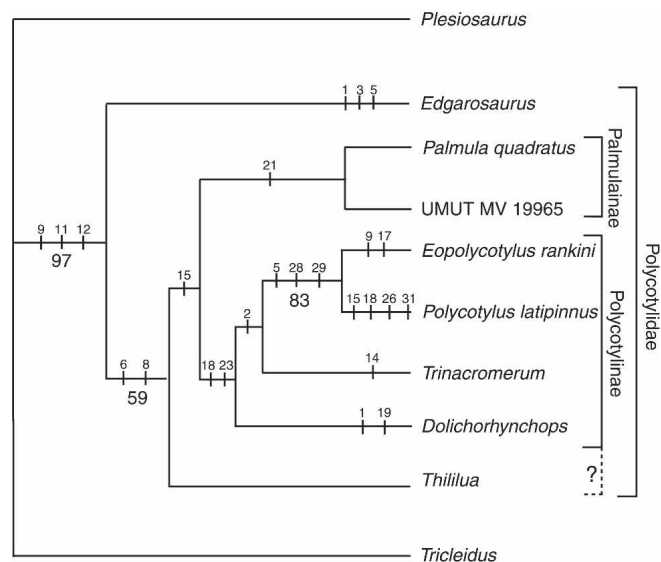 Plesiosaurus
1 3 5
Edgarosaurus
Palmula quadratus
21
UMUT MV 19965
9 11 12
97
9 17
Eopolycotylus rankini
5 28 29
83
15
15 18 26 31
Polycotylus latipinnus
2
6 8
59
18 23
14
Trinacromerum
1 19
Dolichorhynchops
Thililua
?
Tricleidus
Palmulainae
Polycotylinae
Polycotylidae